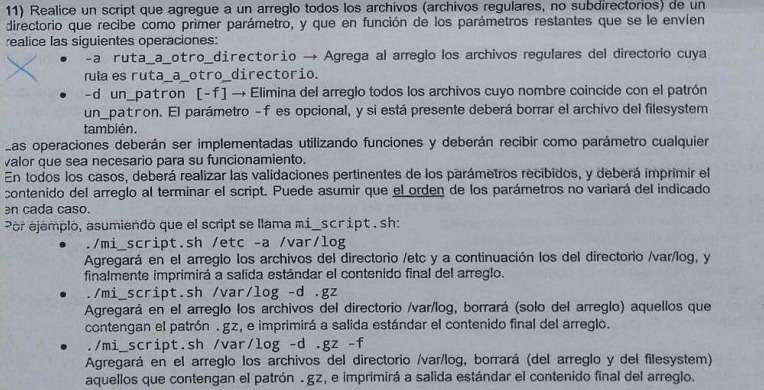 11) Realice un script que agregue a un arreglo todos los archivos (archivos regulares, no subdirectorios) de un
directorio que recibe como primer parámetro, y que en función de los parámetros restantes que se le envíen
realice las siguientes operaciones:
• -a ruta_a_otro_directorio → Agrega al arreglo los archivos regulares del directorio cuya
ruta es ruta_a_otro_directorio.
• -d un_patron [-f] → Elimina del arreglo todos los archivos cuyo nombre coincide con el patrón
un_patron. El parámetro -f es opcional, y si está presente deberá borrar el archivo del filesystem
también.
Las operaciones deberán ser implementadas utilizando funciones y deberán recibir como parámetro cualquier
valor que sea necesario para su funcionamiento.
En todos los casos, deberá realizar las validaciones pertinentes de los parámetros recibidos, y deberá imprimir el
contenido del arreglo al terminar el script. Puede asumir que el orden de los parámetros no variará del indicado
en cada caso.
Por ejemplo, asumiendo que el script se llama mi_script.sh:
• ./mi_script.sh /etc -a /var/log
Agregará en el arreglo los archivos del directorio /etc y a continuación los del directorio /var/log, y
finalmente imprimirá a salida estándar el contenido final del arreglo.
• ./mi_script.sh /var/log -d .gz
Agregará en el arreglo los archivos del directorio /var/log, borrará (solo del arreglo) aquellos que
contengan el patrón .gz, e imprimirá a salida estándar el contenido final del arreglo.
• ./mi_script.sh /var/log -d .gz -f
Agregará en el arreglo los archivos del directorio /var/log, borrará (del arreglo y del filesystem)
aquellos que contengan el patrón .gz, e imprimirá a salida estándar el contenido final del arreglo.